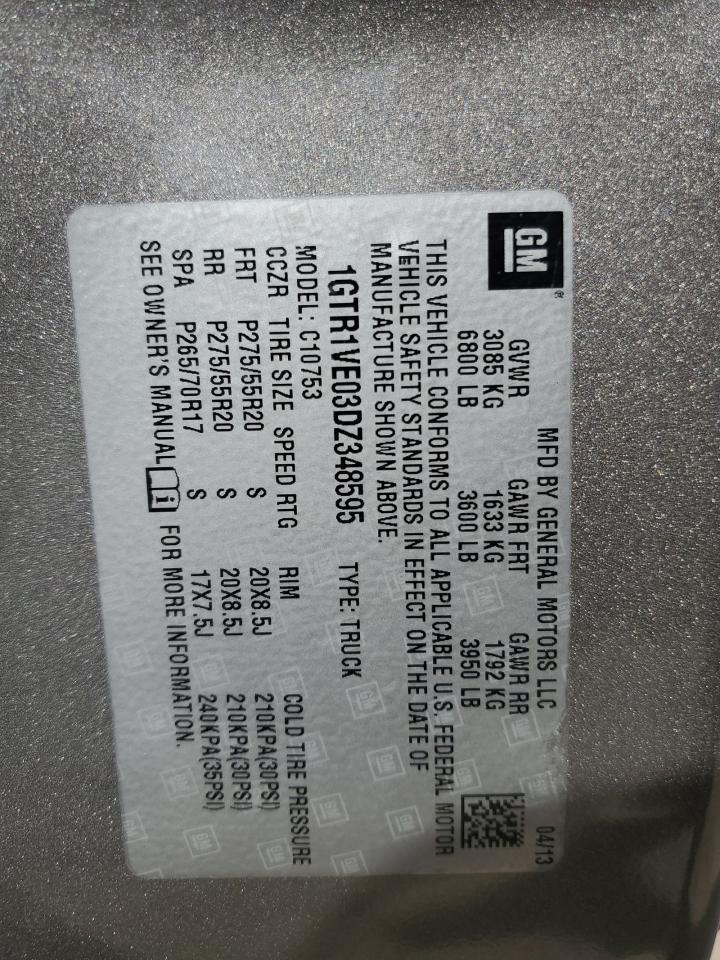 GM®
MFD BY GENERAL MOTORS LLC 04/13
GVWR GAWR FRT GAWR RR
3085 KG 1633 KG 1792 KG
6800 LB 3600 LB 3950 LB
THIS VEHICLE CONFORMS TO ALL APPLICABLE U.S. FEDERAL MOTOR
VEHICLE SAFETY STANDARDS IN EFFECT ON THE DATE OF
MANUFACTURE SHOWN ABOVE.
1GTR1VE03DZ348595 TYPE: TRUCK
MODEL: C10753
CCZR TIRE SIZE SPEED RTG RIM COLD TIRE PRESSURE
FRT P275/55R20 S 20X8.5J 210KPA(30PSI)
RR P275/55R20 S 20X8.5J 210KPA(30PSI)
SPA P265/70R17 S 17X7.5J 240KPA(35PSI)
SEE OWNER'S MANUAL i FOR MORE INFORMATION.